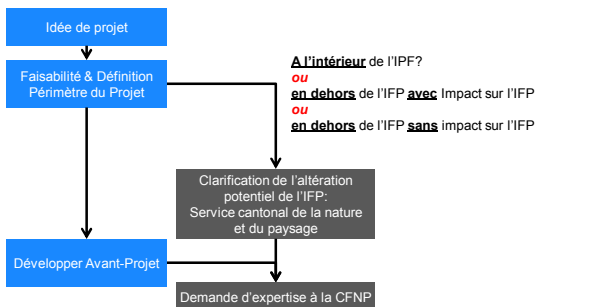 Idée de projet
Faisabilité & Définition
Périmètre du Projet
A l'intérieur de l'IPF?
ou
en dehors de l'IFP avec Impact sur l'IFP
ou
en dehors de l'IFP sans impact sur l'IFP
Clarification de l'altération
potentiel de l'IFP:
Service cantonal de la nature
et du paysage
Développer Avant-Projet
Demande d'expertise à la CFNP